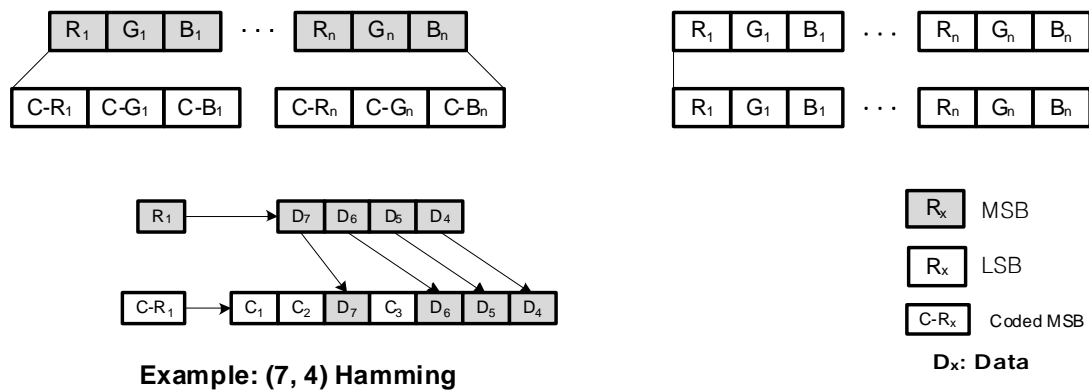 R₁ G₁ B₁ · · · Rₙ Gₙ Bₙ
R₁ G₁ B₁ · · · Rₙ Gₙ Bₙ
C-R₁ C-G₁ C-B₁ C-Rₙ C-Gₙ C-Bₙ
R₁ G₁ B₁ · · · Rₙ Gₙ Bₙ
R₁ D₇ D₆ D₅ D₄
Rₓ MSB
Rₓ LSB
C-R₁ C₁ C₂ D₇ C₃ D₆ D₅ D₄
C-Rₓ Coded MSB
Dₓ: Data
Example: (7, 4) Hamming